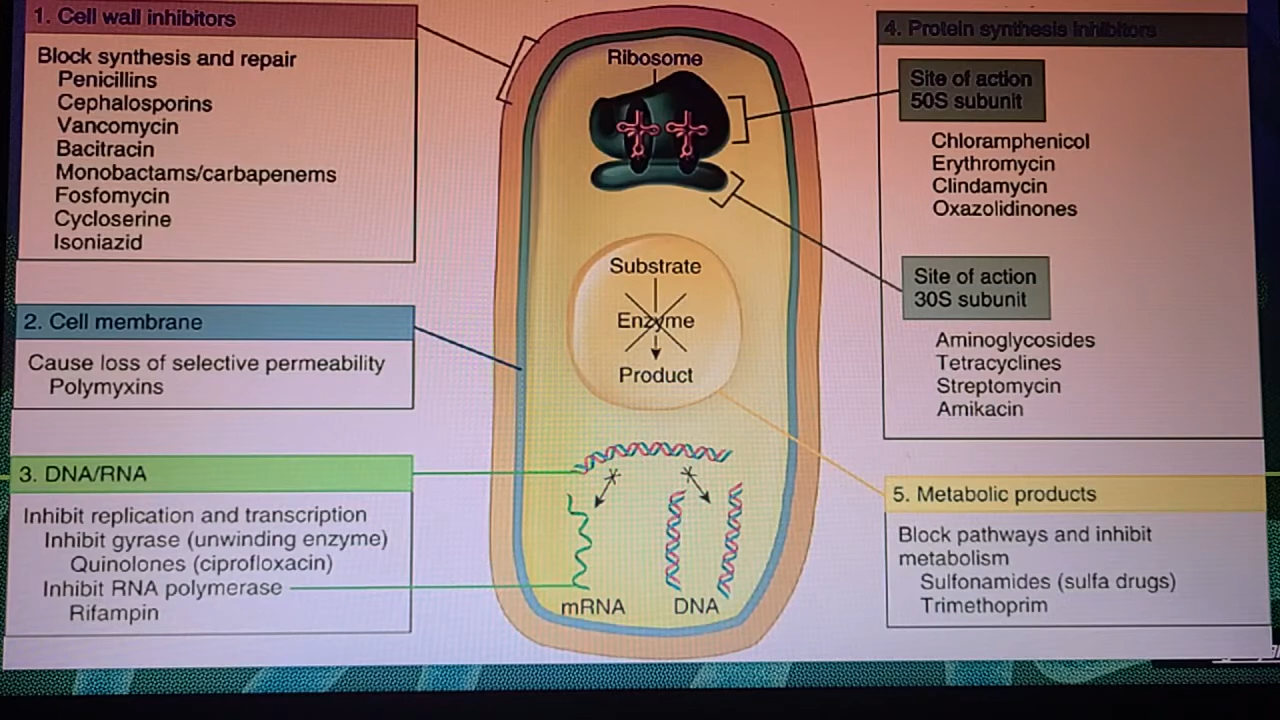 1. Cell wall inhibitors
Block synthesis and repair
Penicillins
Cephalosporins
Vancomycin
Bacitracin
Monobactams/carbapenems
Fosfomycin
Cycloserine
Isoniazid
2. Cell membrane
Cause loss of selective permeability
Polymyxins
3. DNA/RNA
Inhibit replication and transcription
Inhibit gyrase (unwinding enzyme)
Quinolones (ciprofloxacin)
Inhibit RNA polymerase
Rifampin
Ribosome
Substrate
Enzyme
Product
mRNA
DNA
4. Protein synthesis inhibitors
Site of action
50S subunit
Chloramphenicol
Erythromycin
Clindamycin
Oxazolidinones
Site of action
30S subunit
Aminoglycosides
Tetracyclines
Streptomycin
Amikacin
5. Metabolic products
Block pathways and inhibit
metabolism
Sulfonamides (sulfa drugs)
Trimethoprim